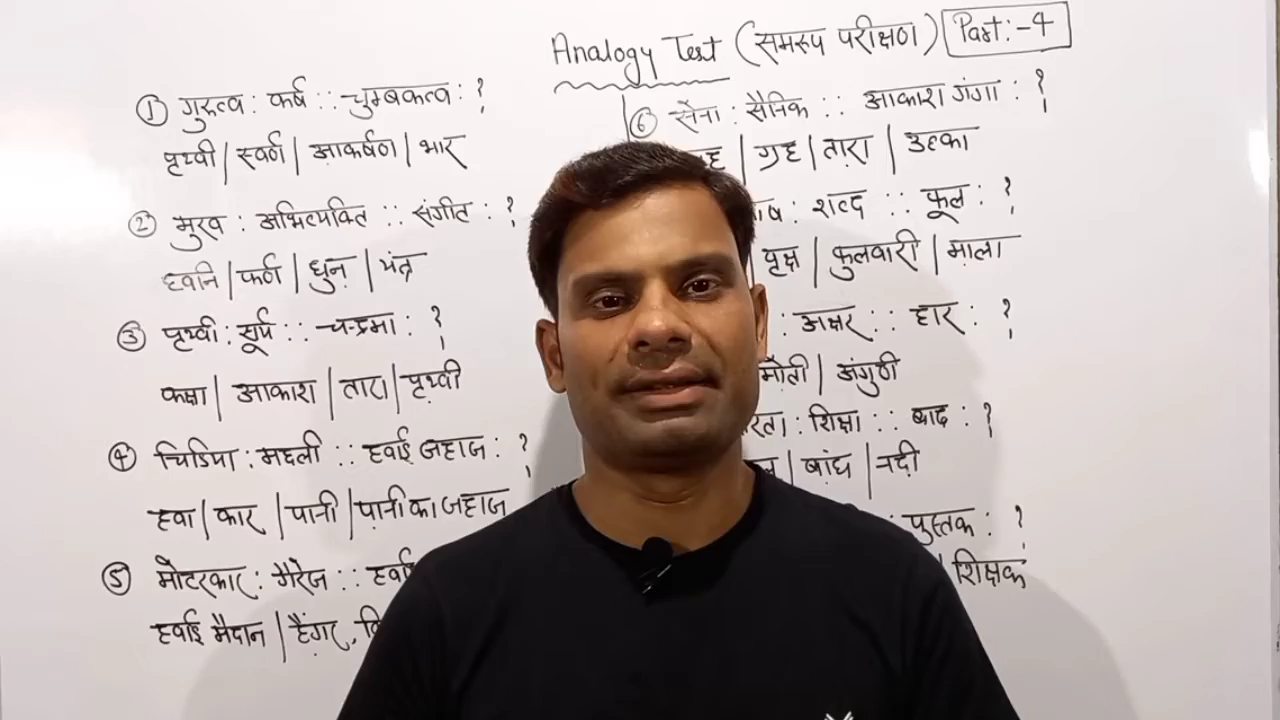 Analogy Test (समरूप परीक्षण) Part:-4
① गुरुत्व : कर्ष :: चुम्बकत्व : ?
पृथ्वी | स्वर्ण | आकर्षण | भार
② मुख : अभिव्यक्ति :: संगीत : ?
ध्वनि | फर्ण | धुन | यंत्र
③ पृथ्वी : सूर्य :: चन्द्रमा : ?
कक्षा | आकाश | तारा | पृथ्वी
④ चिडिया : मछली :: हवाई जहाज : ?
हवा | कार | पानी | पानी का जहाज
⑤ मोटरकार : गैरेज :: हवाई
हवाई मैदान | हैंगर,
⑥ सेना : सैनिक :: आकाश गंगा : ?
| ग्रह | तारा | उल्का
: शब्द :: फूल : ?
वृक्ष | फुलवारी | माला
: अक्षर :: हार : ?
मोती | अंगुठी
: शिक्षा :: बाढ़ : ?
| बांध | नदी
: पुस्तक : ?
| शिक्षक